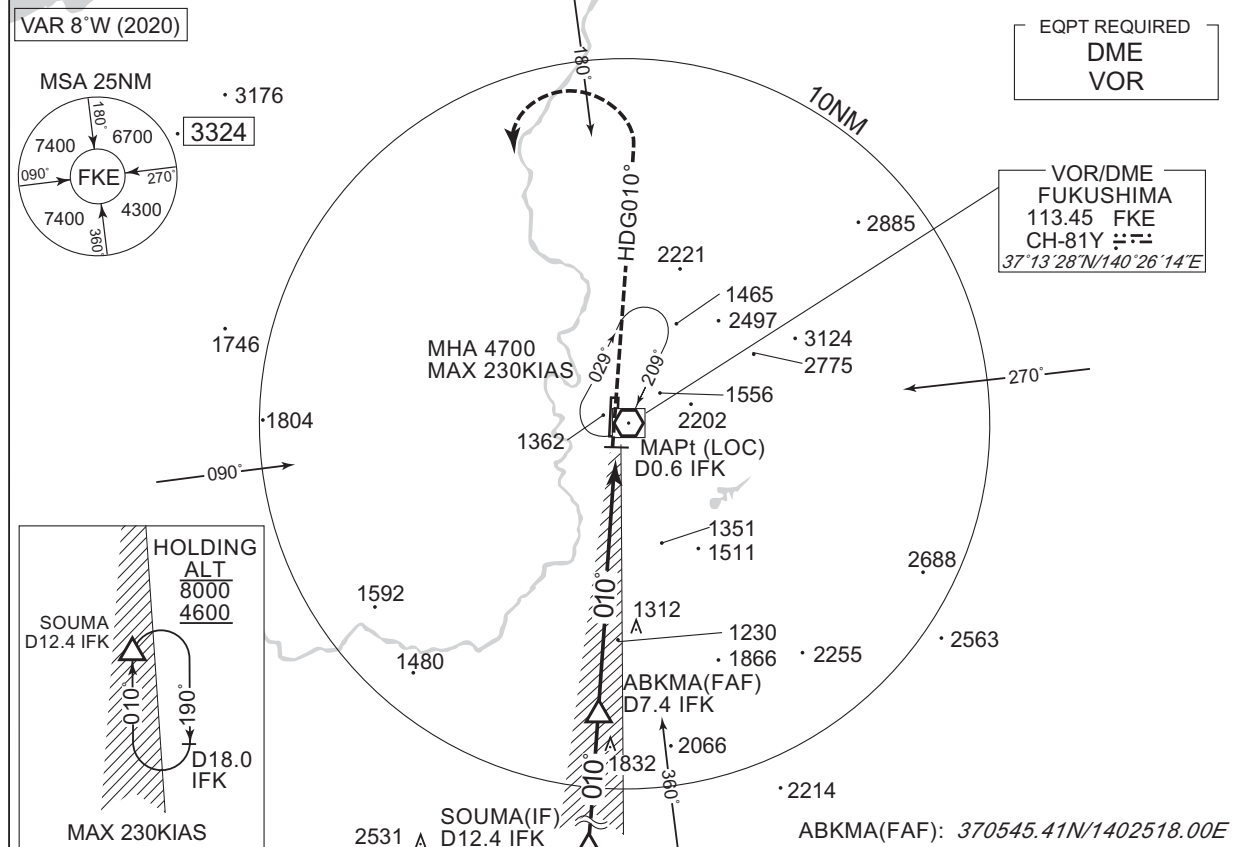 VAR 8°W (2020)
MSA 25NM
180°
7400
6700
090°
FKE
270°
7400
4300
360°
3176
3324
180°
10NM
EQPT REQUIRED
DME
VOR
VOR/DME
FUKUSHIMA
113.45 FKE
CH-81Y
37°13´28˝N/140°26´14˝E
2885
HDG010°
2221
1465
2497
3124
2775
1746
MHA 4700
MAX 230KIAS
029°
209°
1556
2202
270°
1804
1362
MAPt (LOC)
D0.6 IFK
090°
1351
1511
2688
HOLDING
ALT
8000
4600
SOUMA
D12.4 IFK
010°
190°
D18.0
IFK
MAX 230KIAS
1592
010°
1312
1230
1866
2255
2563
1480
ABKMA(FAF)
D7.4 IFK
2066
1832
010°
360°
2214
SOUMA(IF)
D12.4 IFK
2531
ABKMA(FAF): 370545.41N/1402518.00E